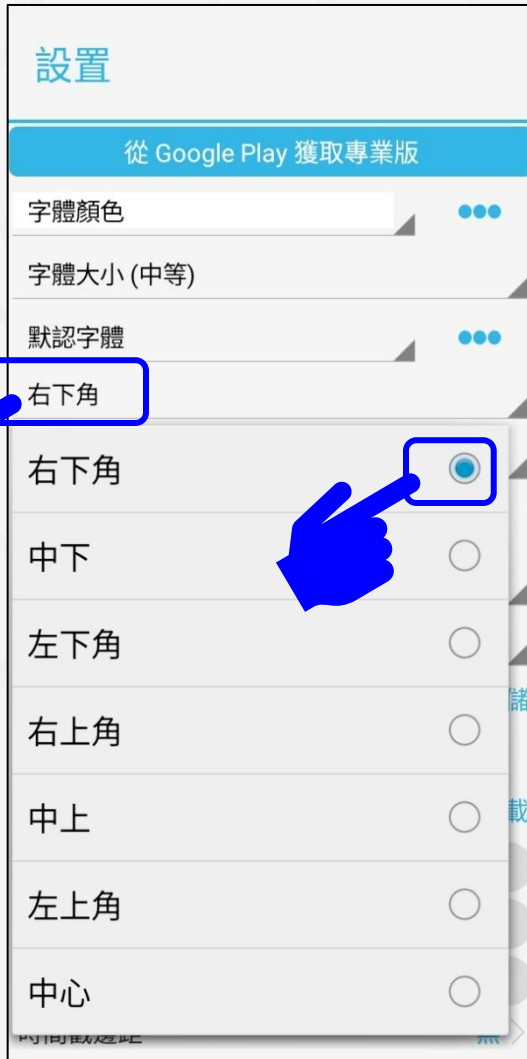 設置
從 Google Play 獲取專業版
字體顏色
字體大小 (中等)
默認字體
右下角
右下角
中下
左下角
右上角
中上
左上角
中心